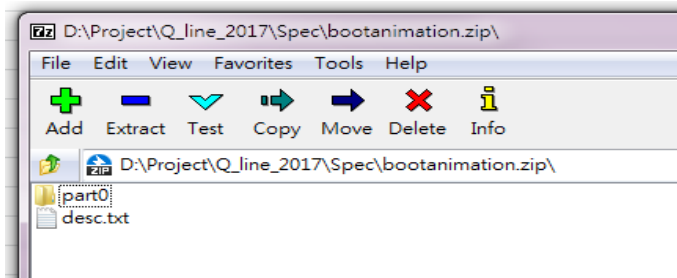 7z D:\Project\Q_line_2017\Spec\bootanimation.zip\
File Edit View Favorites Tools Help
Add Extract Test Copy Move Delete Info
ZIP D:\Project\Q_line_2017\Spec\bootanimation.zip\
part0
desc.txt